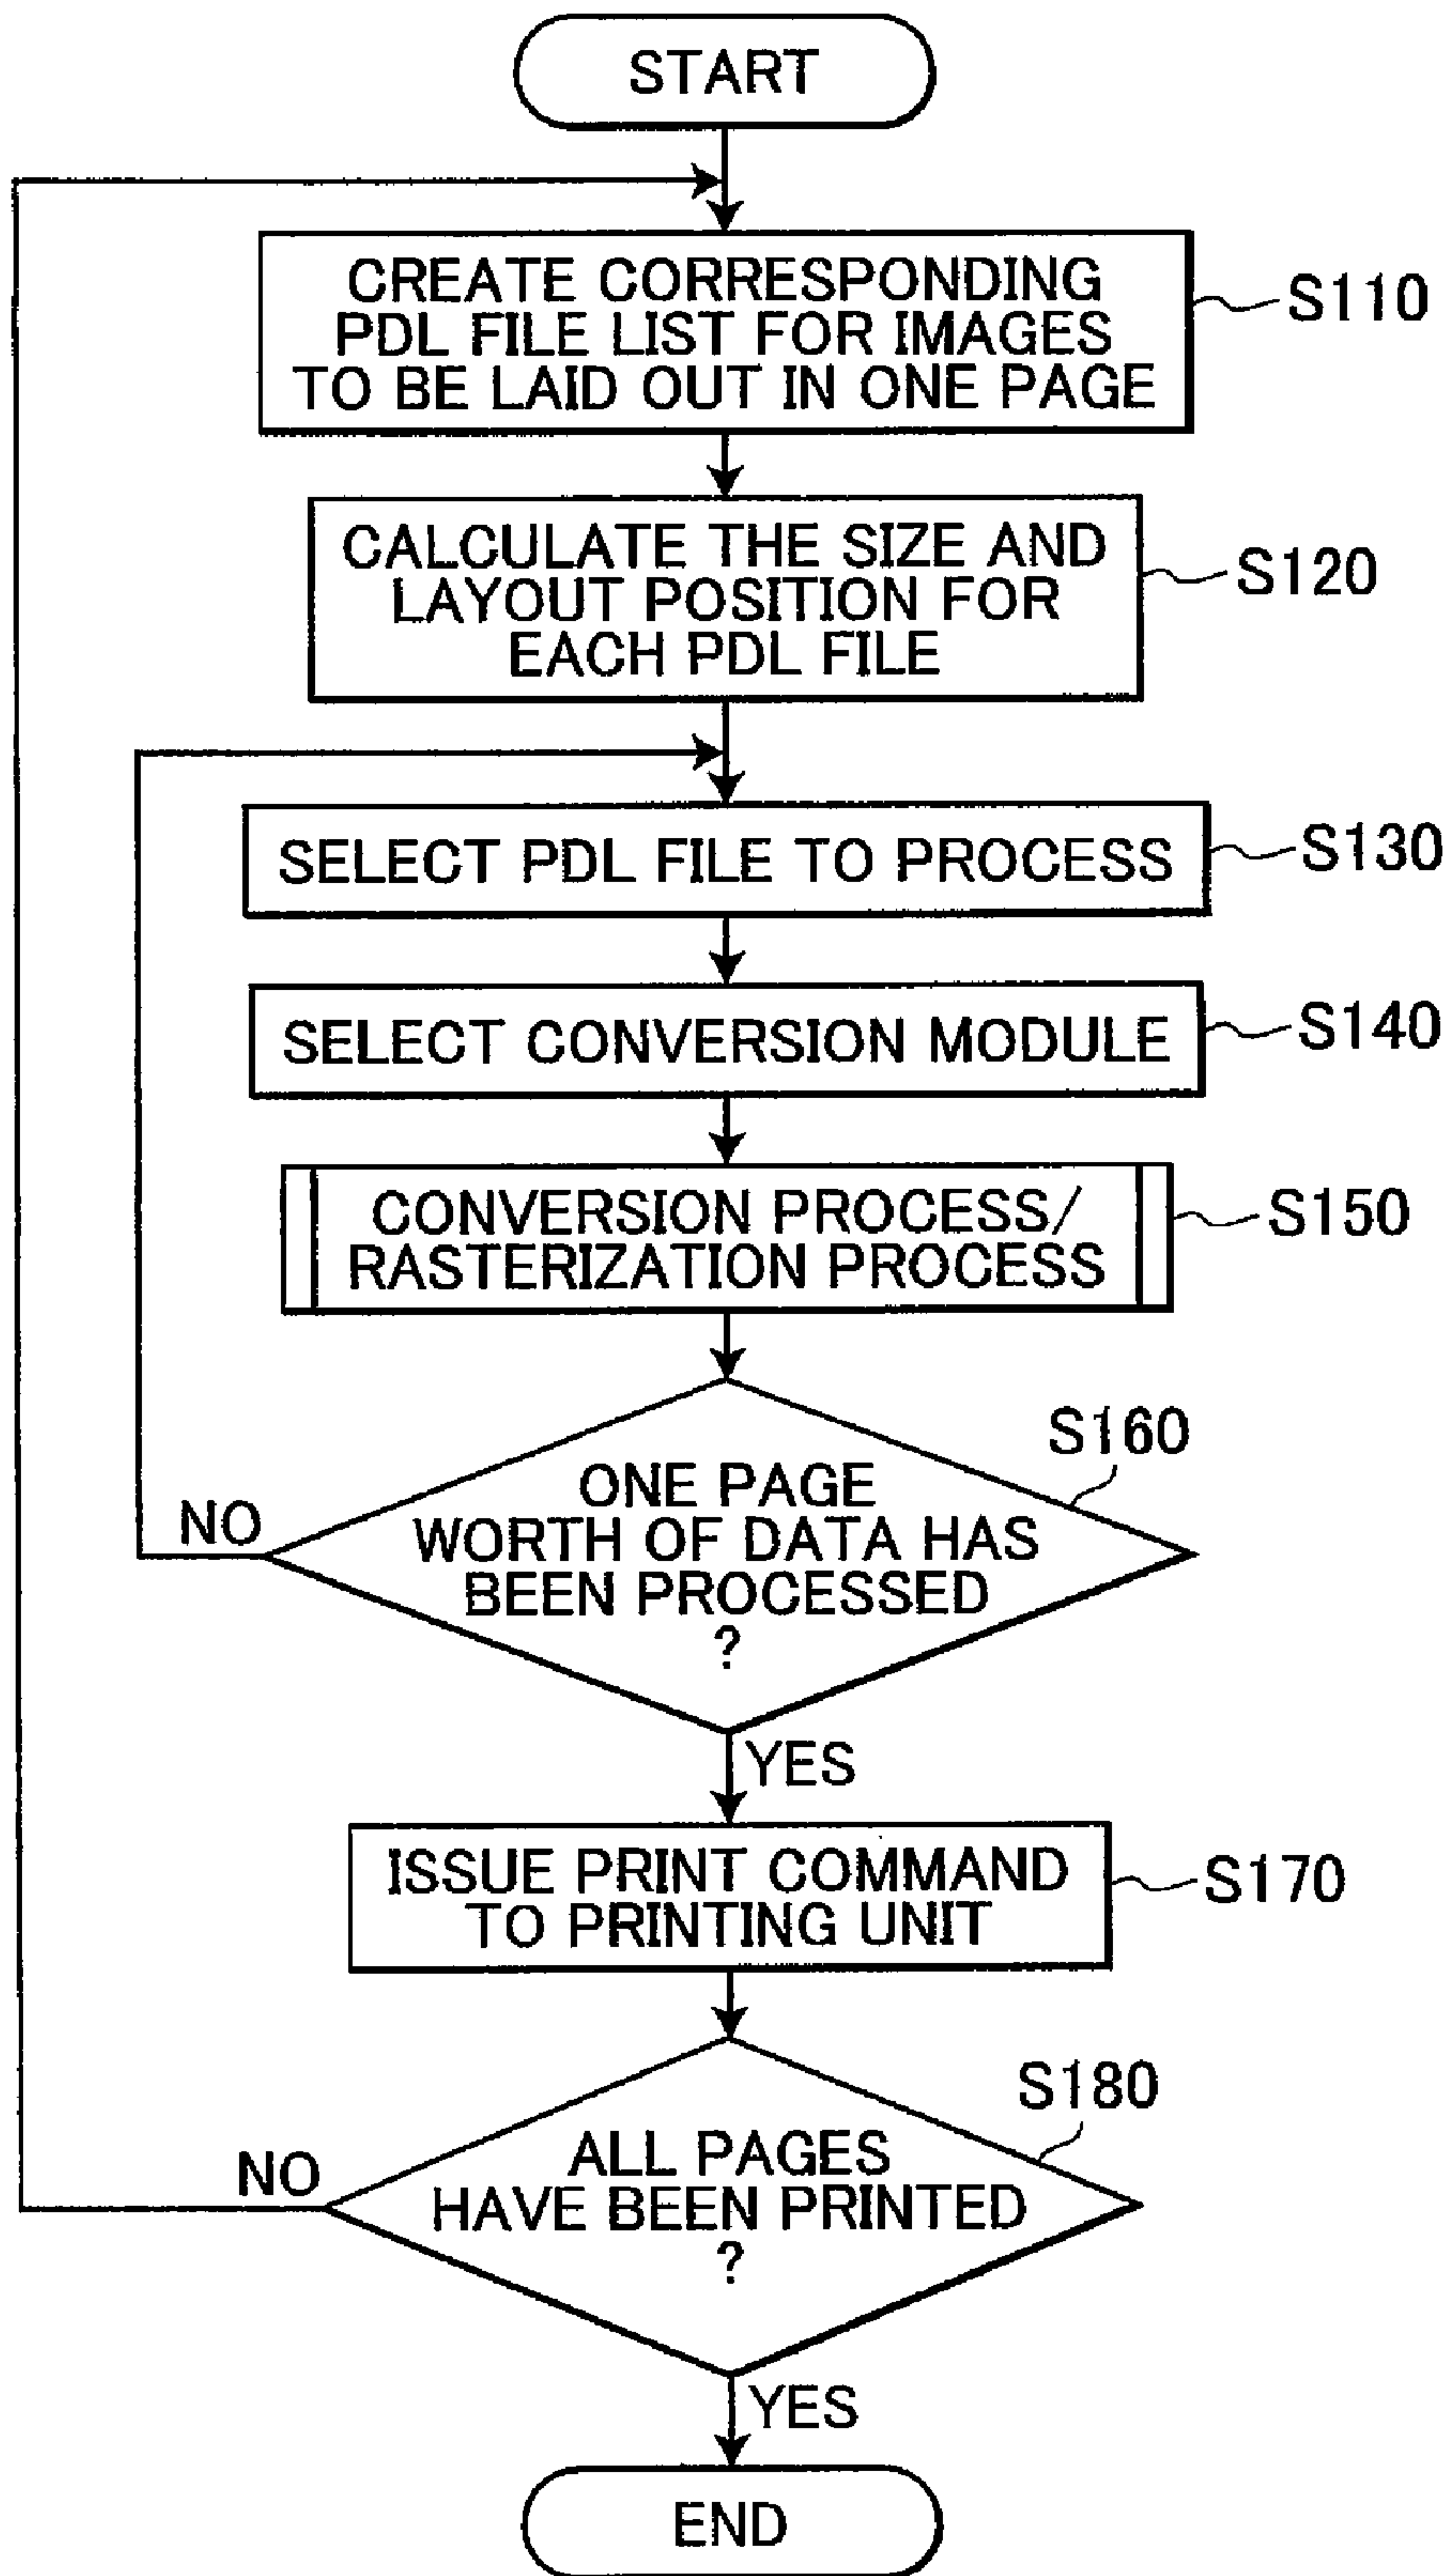 START
CREATE CORRESPONDING
PDL FILE LIST FOR IMAGES
TO BE LAID OUT IN ONE PAGE
S110
CALCULATE THE SIZE AND
LAYOUT POSITION FOR
EACH PDL FILE
S120
SELECT PDL FILE TO PROCESS
S130
SELECT CONVERSION MODULE
S140
CONVERSION PROCESS/
RASTERIZATION PROCESS
S150
S160
ONE PAGE
WORTH OF DATA HAS
BEEN PROCESSED
?
NO
YES
ISSUE PRINT COMMAND
TO PRINTING UNIT
S170
S180
ALL PAGES
HAVE BEEN PRINTED
?
NO
YES
END